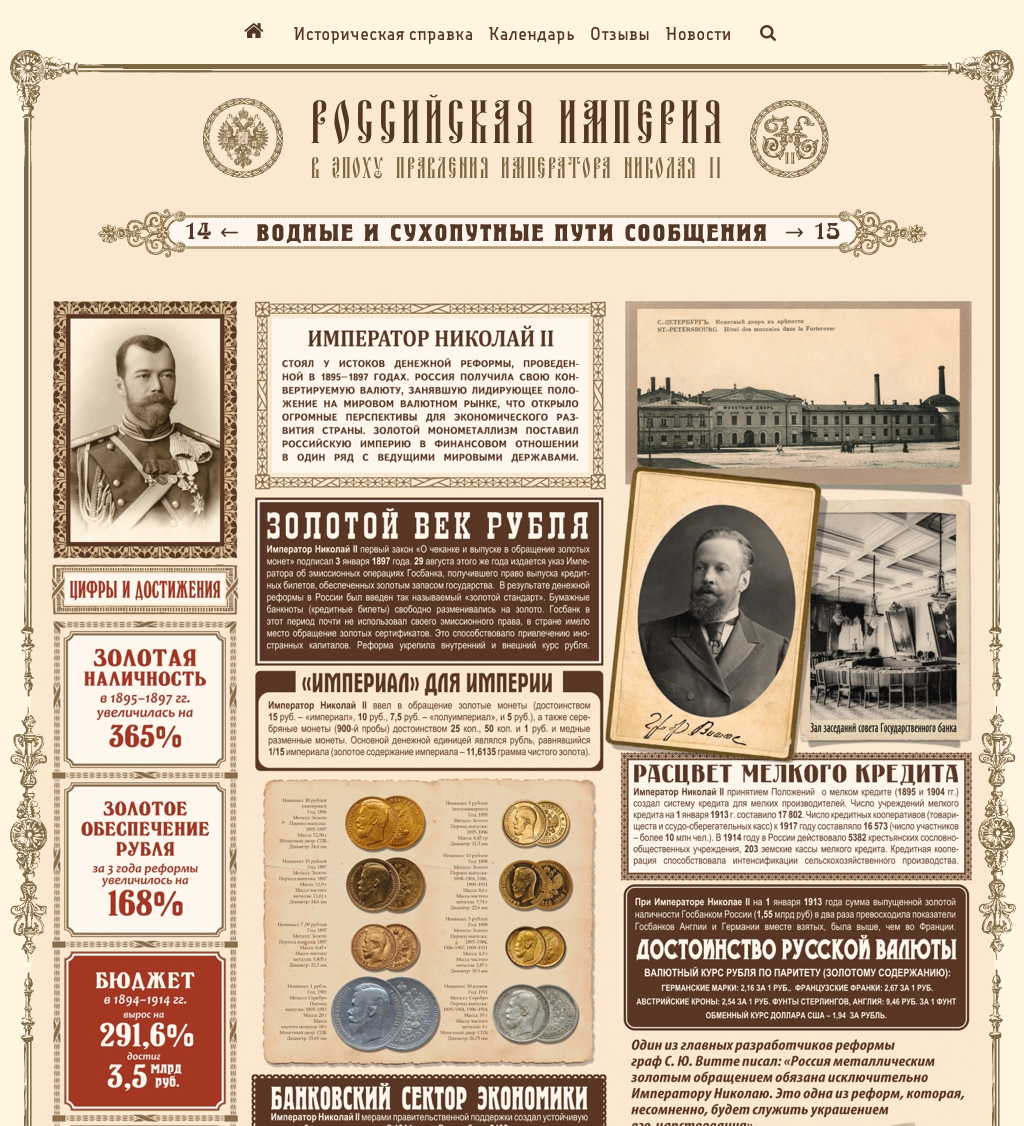 Историческая справка Календарь Отзывы Новости
РОССИЙСКАЯ ИМПЕРИЯ
В ЭПОХУ ПРАВЛЕНИЯ ИМПЕРАТОРА НИКОЛАЯ II
14 ← ВОДНЫЕ И СУХОПУТНЫЕ ПУТИ СООБЩЕНИЯ → 15
ЦИФРЫ И ДОСТИЖЕНИЯ
ЗОЛОТАЯ
НАЛИЧНОСТЬ
в 1895–1897 гг.
увеличилась на
365%
ЗОЛОТОЕ
ОБЕСПЕЧЕНИЕ
РУБЛЯ
за 3 года реформы
увеличилось на
168%
БЮДЖЕТ
в 1894–1914 гг.
вырос на
291,6%
достиг
3,5 млрд
руб.
ИМПЕРАТОР НИКОЛАЙ II
СТОЯЛ У ИСТОКОВ ДЕНЕЖНОЙ РЕФОРМЫ, ПРОВЕДЕН-
НОЙ В 1895–1897 ГОДАХ. РОССИЯ ПОЛУЧИЛА СВОЮ КОН-
ВЕРТИРУЕМУЮ ВАЛЮТУ, ЗАНЯВШУЮ ЛИДИРУЮЩЕЕ ПОЛО-
ЖЕНИЕ НА МИРОВОМ ВАЛЮТНОМ РЫНКЕ, ЧТО ОТКРЫЛО
ОГРОМНЫЕ ПЕРСПЕКТИВЫ ДЛЯ ЭКОНОМИЧЕСКОГО РАЗ-
ВИТИЯ СТРАНЫ. ЗОЛОТОЙ МОНОМЕТАЛЛИЗМ ПОСТАВИЛ
РОССИЙСКУЮ ИМПЕРИЮ В ФИНАНСОВОМ ОТНОШЕНИИ
В ОДИН РЯД С ВЕДУЩИМИ МИРОВЫМИ ДЕРЖАВАМИ.
ЗОЛОТОЙ ВЕК РУБЛЯ
Император Николай II первый закон «О чеканке и выпуске в обращение золотых
монет» подписал 3 января 1897 года. 29 августа этого же года издается указ Импе-
ратора об эмиссионных операциях Госбанка, получившего право выпуска кредит-
ных билетов, обеспеченных золотым запасом государства. В результате денежной
реформы в России был введен так называемый «золотой стандарт». Бумажные
банкноты (кредитные билеты) свободно разменивались на золото. Госбанк в
этот период почти не использовал своего эмиссионного права, в стране имело
место обращение золотых сертификатов. Это способствовало привлечению ино-
странных капиталов. Реформа укрепила внутренний и внешний курс рубля.
«ИМПЕРИАЛ» ДЛЯ ИМПЕРИИ
Император Николай II ввел в обращение золотые монеты (достоинством
15 руб. – «империал», 10 руб., 7,5 руб. – «полуимпериал», и 5 руб.), а также сере-
бряные монеты (900-й пробы) достоинством 25 коп., 50 коп. и 1 руб. и медные
разменные монеты. Основной денежной единицей являлся рубль, равнявшийся
1/15 империала (золотое содержание империала – 11,6135 грамма чистого золота).
БАНКОВСКИЙ СЕКТОР ЭКОНОМИКИ
Император Николай II мерами правительственной поддержки создал устойчивую
С.-ПЕТЕРБУРГЪ. Монетный дворъ въ крѣпости
ST.-PETERSBOURG. Hôtel des monnaies dans la Forteresse
МОНЕТНЫЙ ДВОРЪ
Зал заседаний совета Государственного банка
РАСЦВЕТ МЕЛКОГО КРЕДИТА
Император Николай II принятием Положений о мелком кредите (1895 и 1904 гг.)
создал систему кредита для мелких производителей. Число учреждений мелкого
кредита на 1 января 1913 г. составило 17 802. Число кредитных кооперативов (товари-
ществ и ссудо-сберегательных касс) к 1917 году составляло 16 573 (число участников
– более 10 млн чел.). В 1914 году в России действовало 5382 крестьянских сословно-
общественных учреждения, 203 земские кассы мелкого кредита. Кредитная коопе-
рация способствовала интенсификации сельскохозяйственного производства.
При Императоре Николае II на 1 января 1913 года сумма выпущенной золотой
наличности Госбанком России (1,55 млрд руб) в два раза превосходила показатели
Госбанков Англии и Германии вместе взятых, была выше, чем во Франции.
ДОСТОИНСТВО РУССКОЙ ВАЛЮТЫ
ВАЛЮТНЫЙ КУРС РУБЛЯ ПО ПАРИТЕТУ (ЗОЛОТОМУ СОДЕРЖАНИЮ):
ГЕРМАНСКИЕ МАРКИ: 2,16 ЗА 1 РУБ., ФРАНЦУЗСКИЕ ФРАНКИ: 2,67 ЗА 1 РУБ.
АВСТРИЙСКИЕ КРОНЫ: 2,54 ЗА 1 РУБ. ФУНТЫ СТЕРЛИНГОВ, АНГЛИЯ: 9,46 РУБ. ЗА 1 ФУНТ
ОБМЕННЫЙ КУРС ДОЛЛАРА США – 1,94 ЗА РУБЛЬ.
Один из главных разработчиков реформы
граф С. Ю. Витте писал: «Россия металлическим
золотым обращением обязана исключительно
Императору Николаю. Это одна из реформ, которая,
несомненно, будет служить украшением
его царствования»